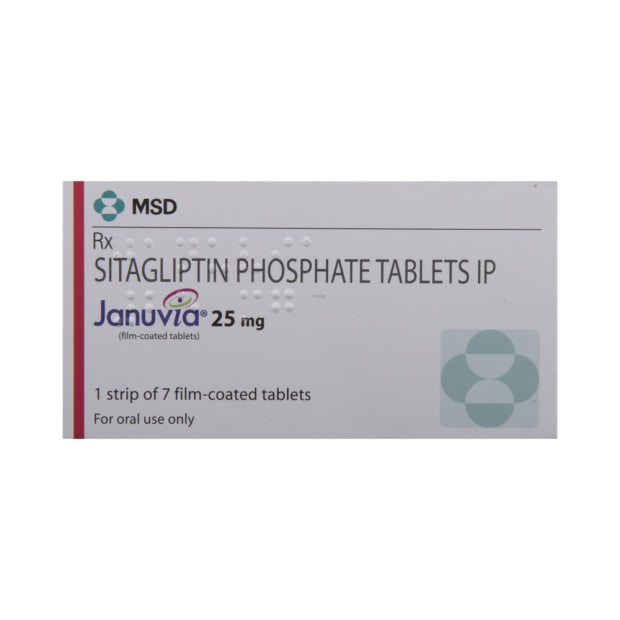 MSD
Rx
SITAGLIPTIN PHOSPHATE TABLETS IP
Januvia® 25 mg
(film-coated tablets)
1 strip of 7 film-coated tablets
For oral use only